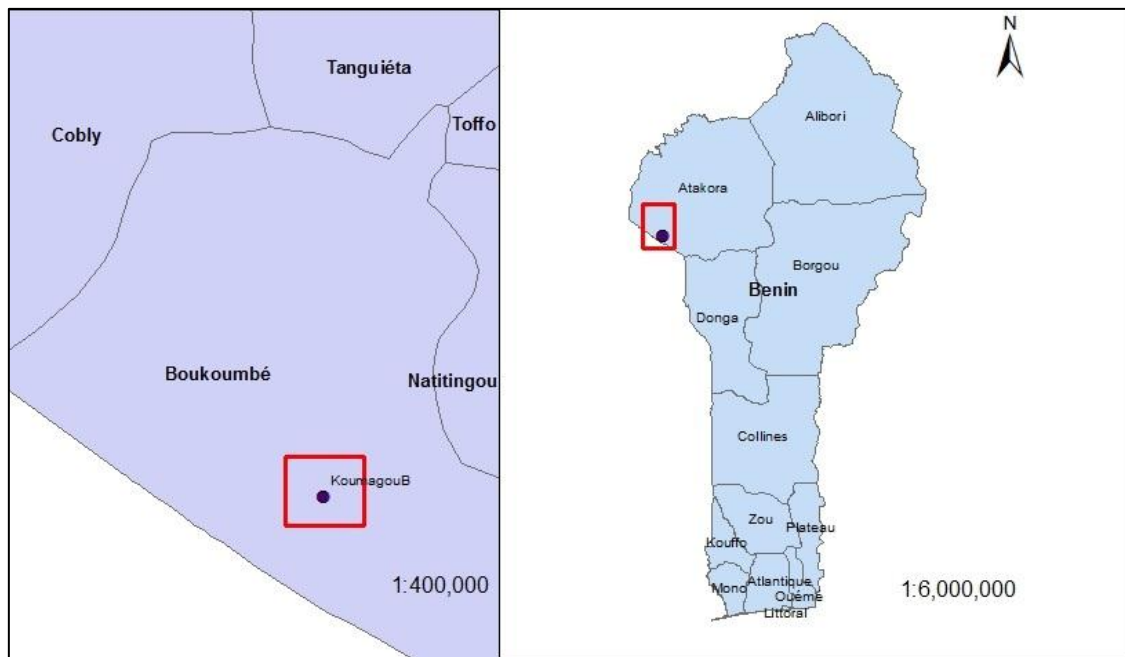 Tanguiéta
Toffo
Cobly
Boukoumbé
Natitingou
KoumagouB
1:400,000
N
Alibori
Atakora
Borgou
Benin
Donga
Collines
Zou
Plateau
Kouffo
Mono
Atlantique
Ouémé
Littoral
1:6,000,000